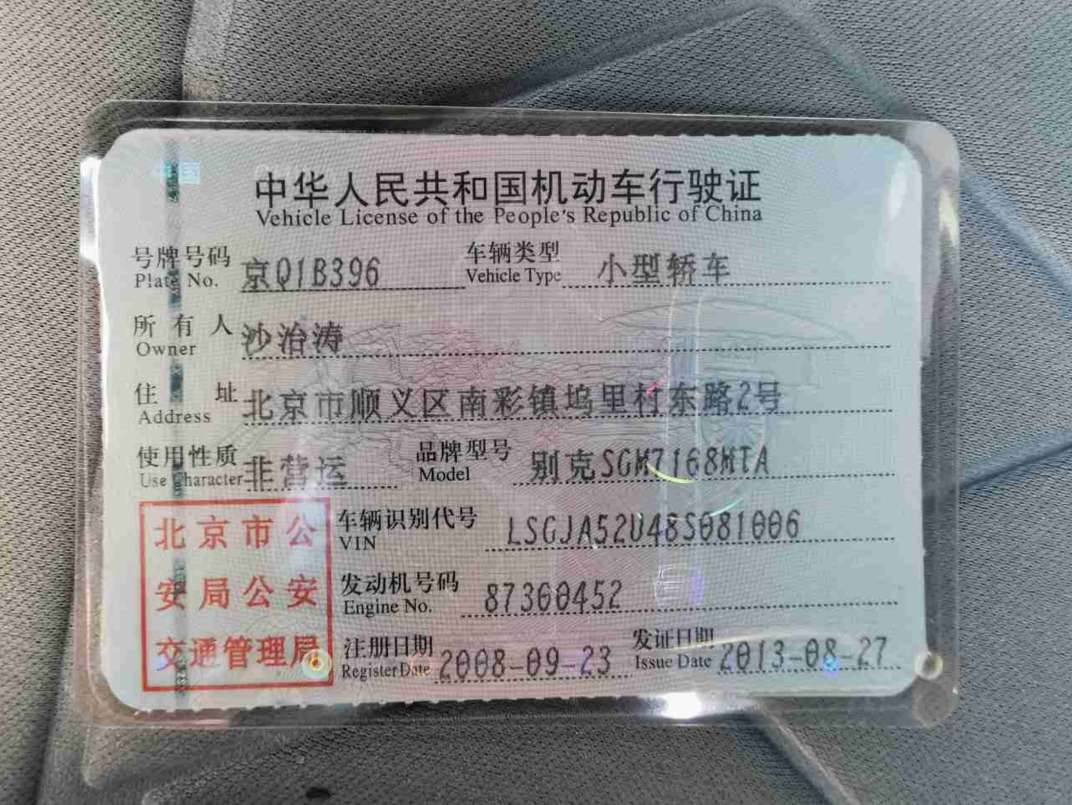 中国
中华人民共和国机动车行驶证
Vehicle License of the People's Republic of China
号牌号码 京Q1B396 车辆类型 小型轿车
Plate No. Vehicle Type
所有人 沙治涛
Owner
住址 北京市顺义区南彩镇坞里村东路2号
Address
使用性质 非营运 品牌型号 别克SGM7168MTA
Use Character Model
北京市公 车辆识别代号 LSGJA52U48S081006
VIN
安局公安 发动机号码 87360452
Engine No.
交通管理局 注册日期 2008-09-23 发证日期 2013-08-27
Register Date Issue Date